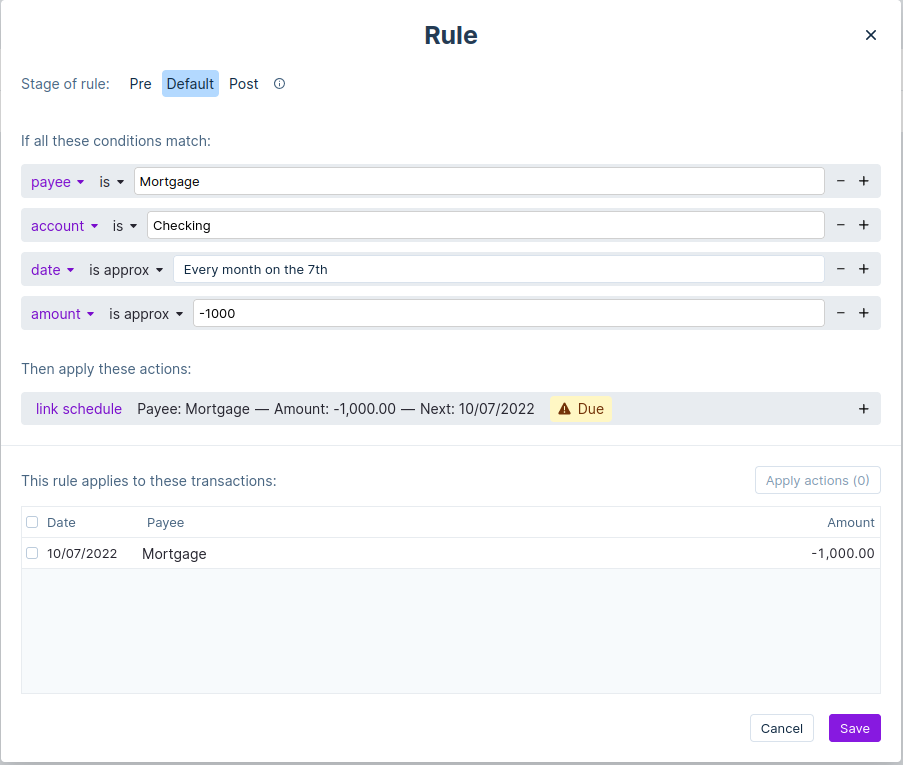 Rule
Stage of rule: Pre Default Post
If all these conditions match:
payee is Mortgage
account is Checking
date is approx Every month on the 7th
amount is approx -1000
Then apply these actions:
link schedule Payee: Mortgage — Amount: -1,000.00 — Next: 10/07/2022 Due
This rule applies to these transactions: Apply actions (0)
Date Payee Amount
10/07/2022 Mortgage -1,000.00
Cancel Save